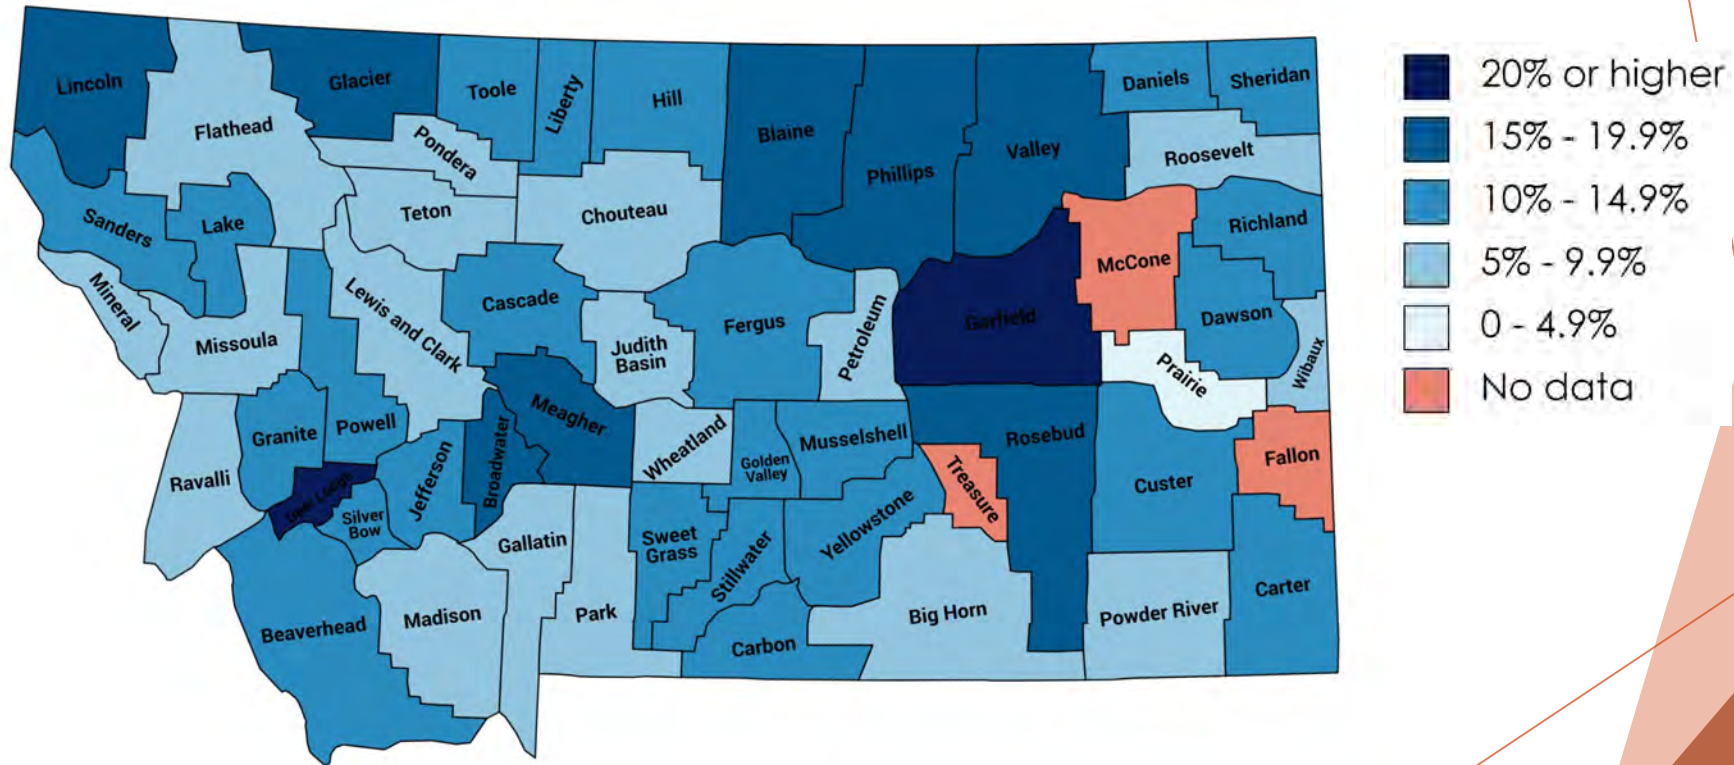 Lincoln
Glacier
Toole
Liberty
Hill
Blaine
Phillips
Valley
Daniels
Sheridan
Flathead
Pondera
Roosevelt
Teton
Chouteau
Sanders
Lake
Richland
McCone
Mineral
Missoula
Lewis and Clark
Cascade
Judith
Basin
Fergus
Petroleum
Garfield
Dawson
Prairie
Wibaux
Granite
Powell
Meagher
Broadwater
Jefferson
Wheatland
Golden
Valley
Musselshell
Rosebud
Treasure
Custer
Fallon
Ravalli
Deer Lodge
Silver
Bow
Gallatin
Park
Sweet
Grass
Stillwater
Yellowstone
Big Horn
Powder River
Carter
Beaverhead
Madison
Carbon
20% or higher
15% - 19.9%
10% - 14.9%
5% - 9.9%
0 - 4.9%
No data